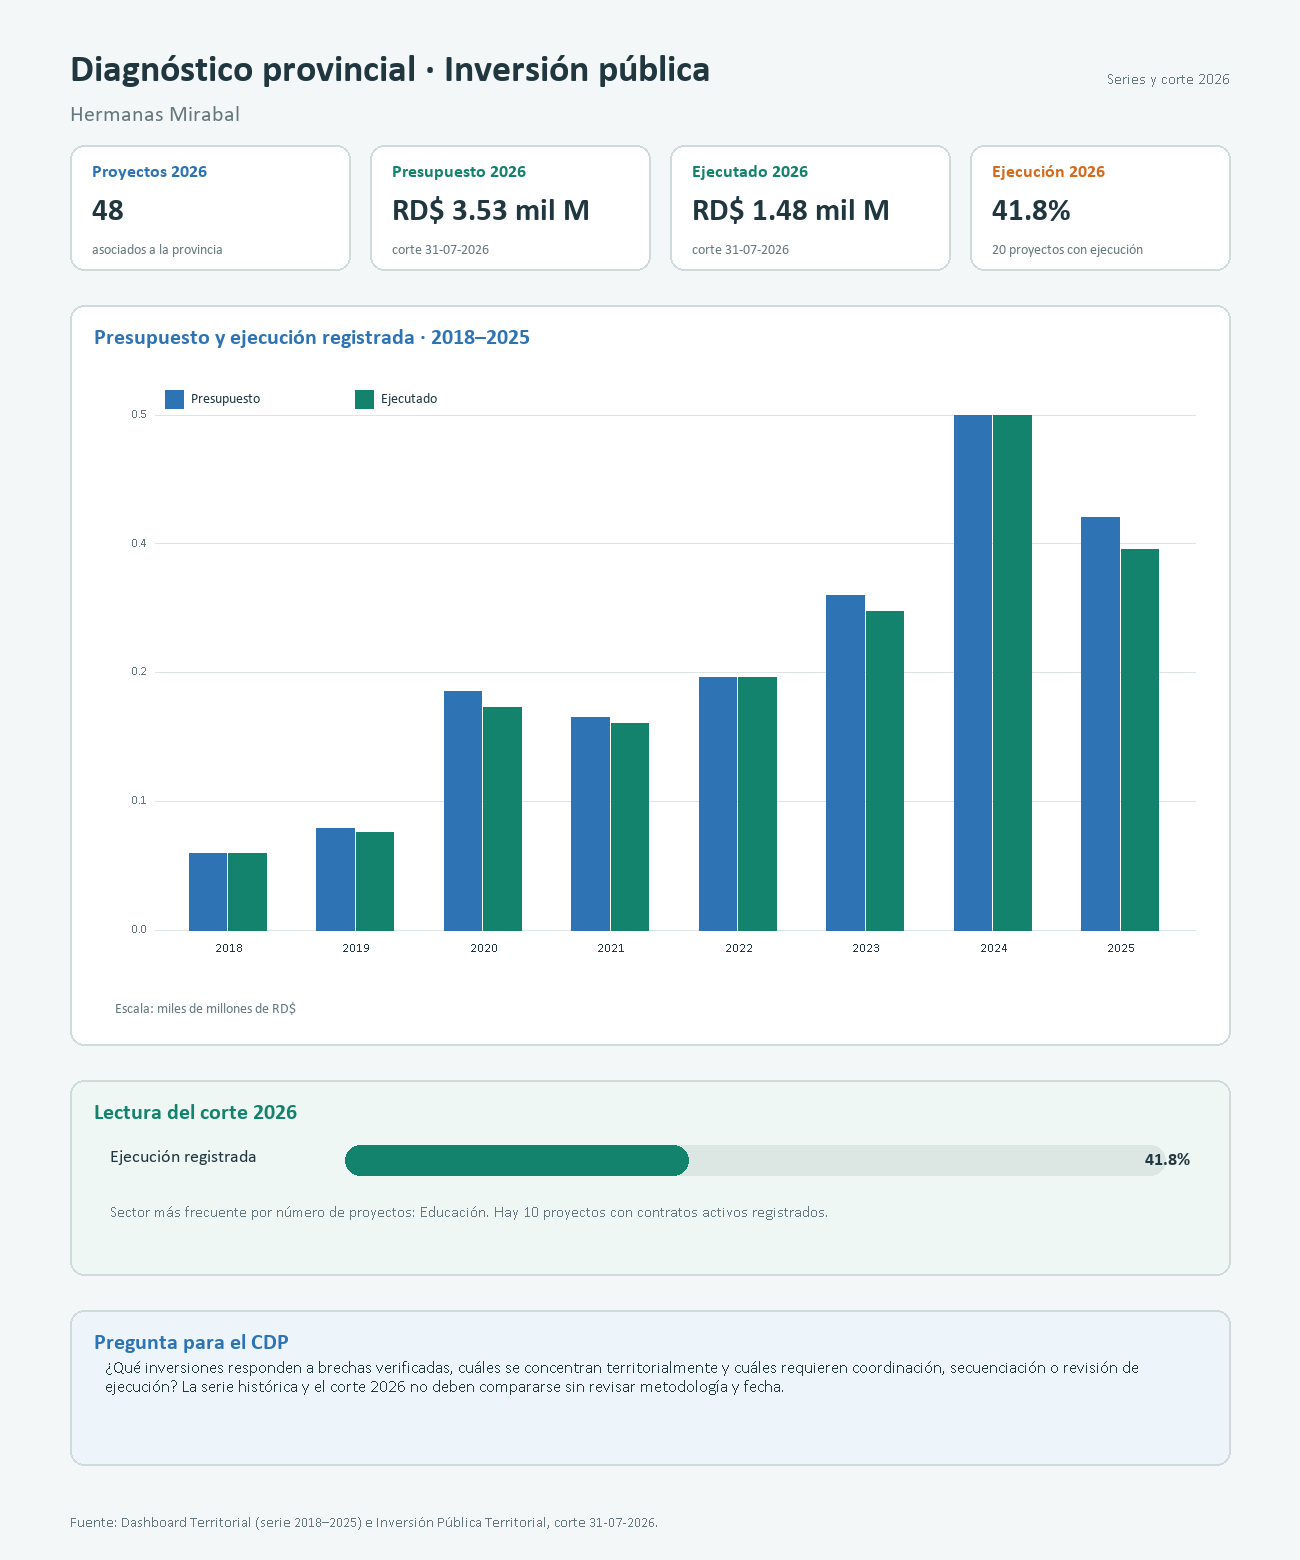 Diagnóstico provincial · Inversión pública
Series y corte 2026
Hermanas Mirabal
Proyectos 2026
48
asociados a la provincia
Presupuesto 2026
RD$ 3.53 mil M
corte 31-07-2026
Ejecutado 2026
RD$ 1.48 mil M
corte 31-07-2026
Ejecución 2026
41.8%
20 proyectos con ejecución
Presupuesto y ejecución registrada · 2018–2025
Presupuesto
Ejecutado
0.5
0.4
0.2
0.1
0.0
2018
2019
2020
2021
2022
2023
2024
2025
Escala: miles de millones de RD$
Lectura del corte 2026
Ejecución registrada
41.8%
Sector más frecuente por número de proyectos: Educación. Hay 10 proyectos con contratos activos registrados.
Pregunta para el CDP
¿Qué inversiones responden a brechas verificadas, cuáles se concentran territorialmente y cuáles requieren coordinación, secuenciación o revisión de
ejecución? La serie histórica y el corte 2026 no deben compararse sin revisar metodología y fecha.
Fuente: Dashboard Territorial (serie 2018–2025) e Inversión Pública Territorial, corte 31-07-2026.